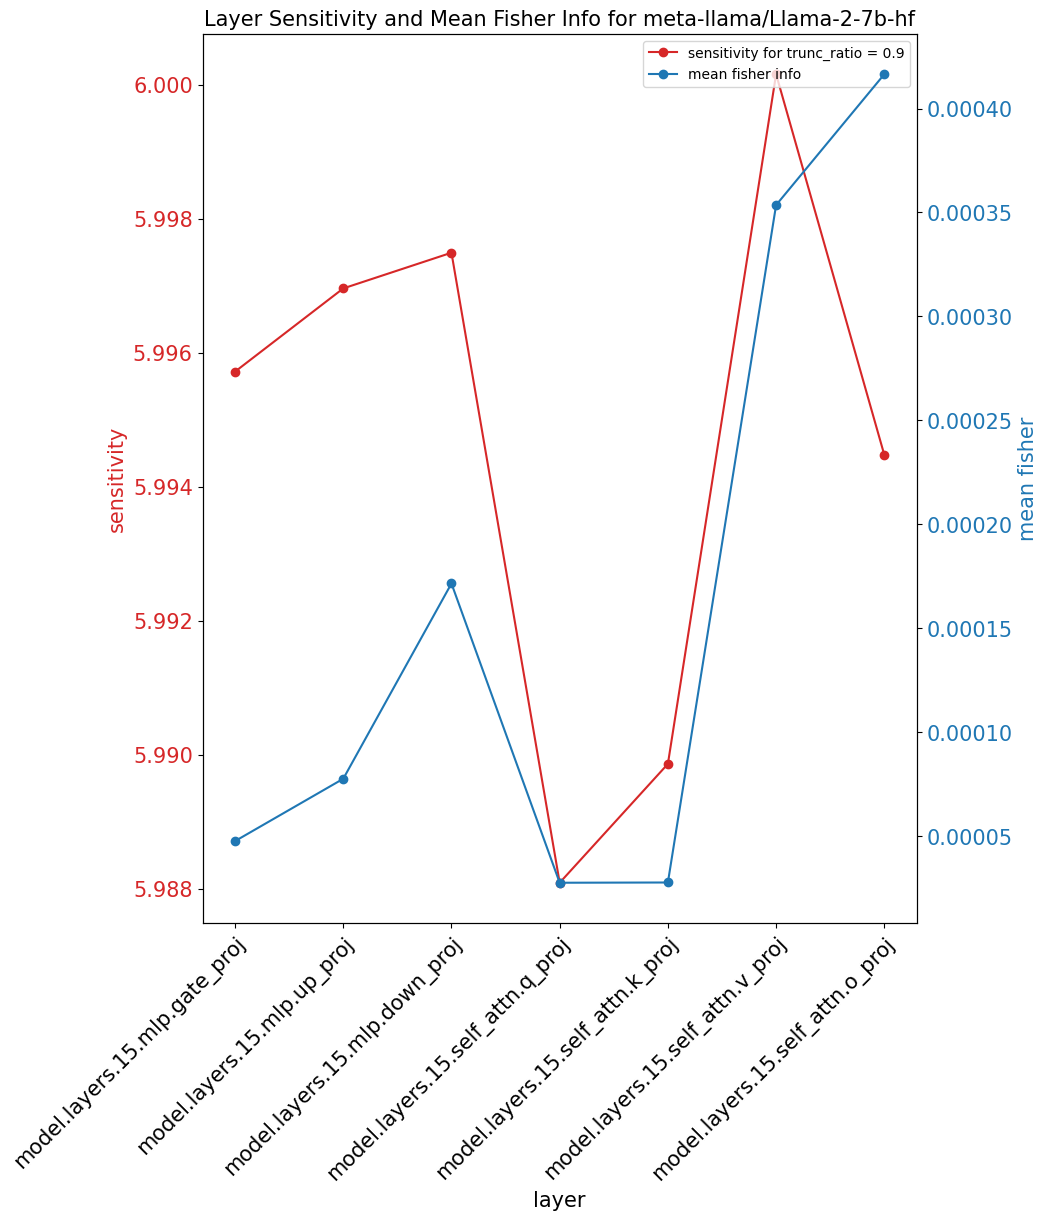 Layer Sensitivity and Mean Fisher Info for meta-llama/Llama-2-7b-hf
sensitivity for trunc_ratio = 0.9
mean fisher info
6.000
5.998
5.996
5.994
5.992
5.990
5.988
sensitivity
0.00040
0.00035
0.00030
0.00025
0.00020
0.00015
0.00010
0.00005
mean fisher
model.layers.15.mlp.gate_proj
model.layers.15.mlp.up_proj
model.layers.15.mlp.down_proj
model.layers.15.self_attn.q_proj
model.layers.15.self_attn.k_proj
model.layers.15.self_attn.v_proj
model.layers.15.self_attn.o_proj
layer